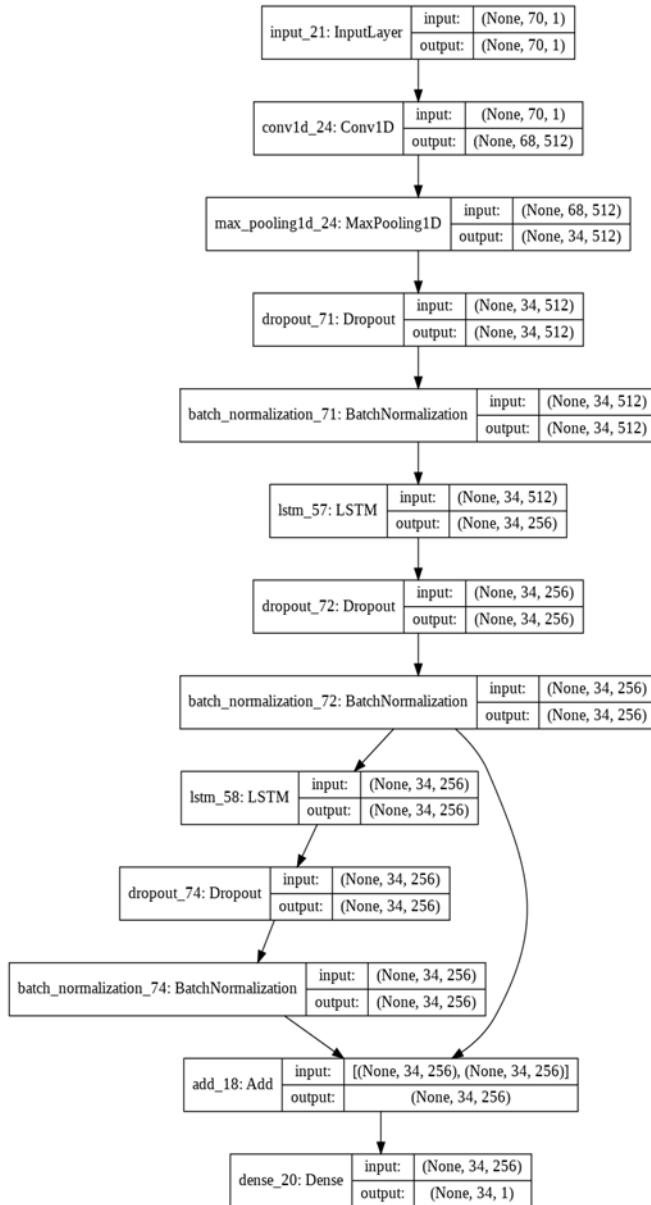 input_21: InputLayer
input: (None, 70, 1)
output: (None, 70, 1)
conv1d_24: Conv1D
input: (None, 70, 1)
output: (None, 68, 512)
max_pooling1d_24: MaxPooling1D
input: (None, 68, 512)
output: (None, 34, 512)
dropout_71: Dropout
input: (None, 34, 512)
output: (None, 34, 512)
batch_normalization_71: BatchNormalization
input: (None, 34, 512)
output: (None, 34, 512)
lstm_57: LSTM
input: (None, 34, 512)
output: (None, 34, 256)
dropout_72: Dropout
input: (None, 34, 256)
output: (None, 34, 256)
batch_normalization_72: BatchNormalization
input: (None, 34, 256)
output: (None, 34, 256)
lstm_58: LSTM
input: (None, 34, 256)
output: (None, 34, 256)
dropout_74: Dropout
input: (None, 34, 256)
output: (None, 34, 256)
batch_normalization_74: BatchNormalization
input: (None, 34, 256)
output: (None, 34, 256)
add_18: Add
input: [(None, 34, 256), (None, 34, 256)]
output: (None, 34, 256)
dense_20: Dense
input: (None, 34, 256)
output: (None, 34, 1)